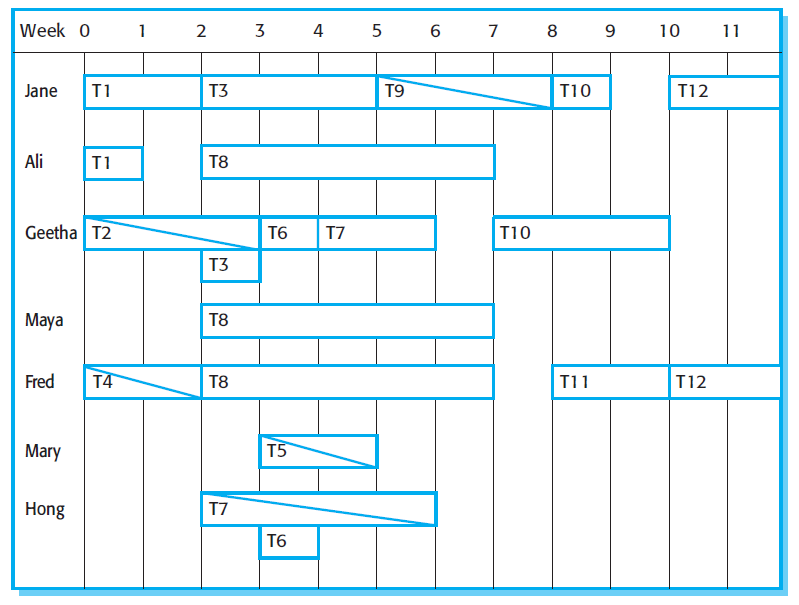 Week 0 1 2 3 4 5 6 7 8 9 10 11
Jane T1 T3 T9 T10 T12
Ali T1 T8
Geetha T2 T6 T7 T10
T3
Maya T8
Fred T4 T8 T11 T12
Mary T5
Hong T7
T6